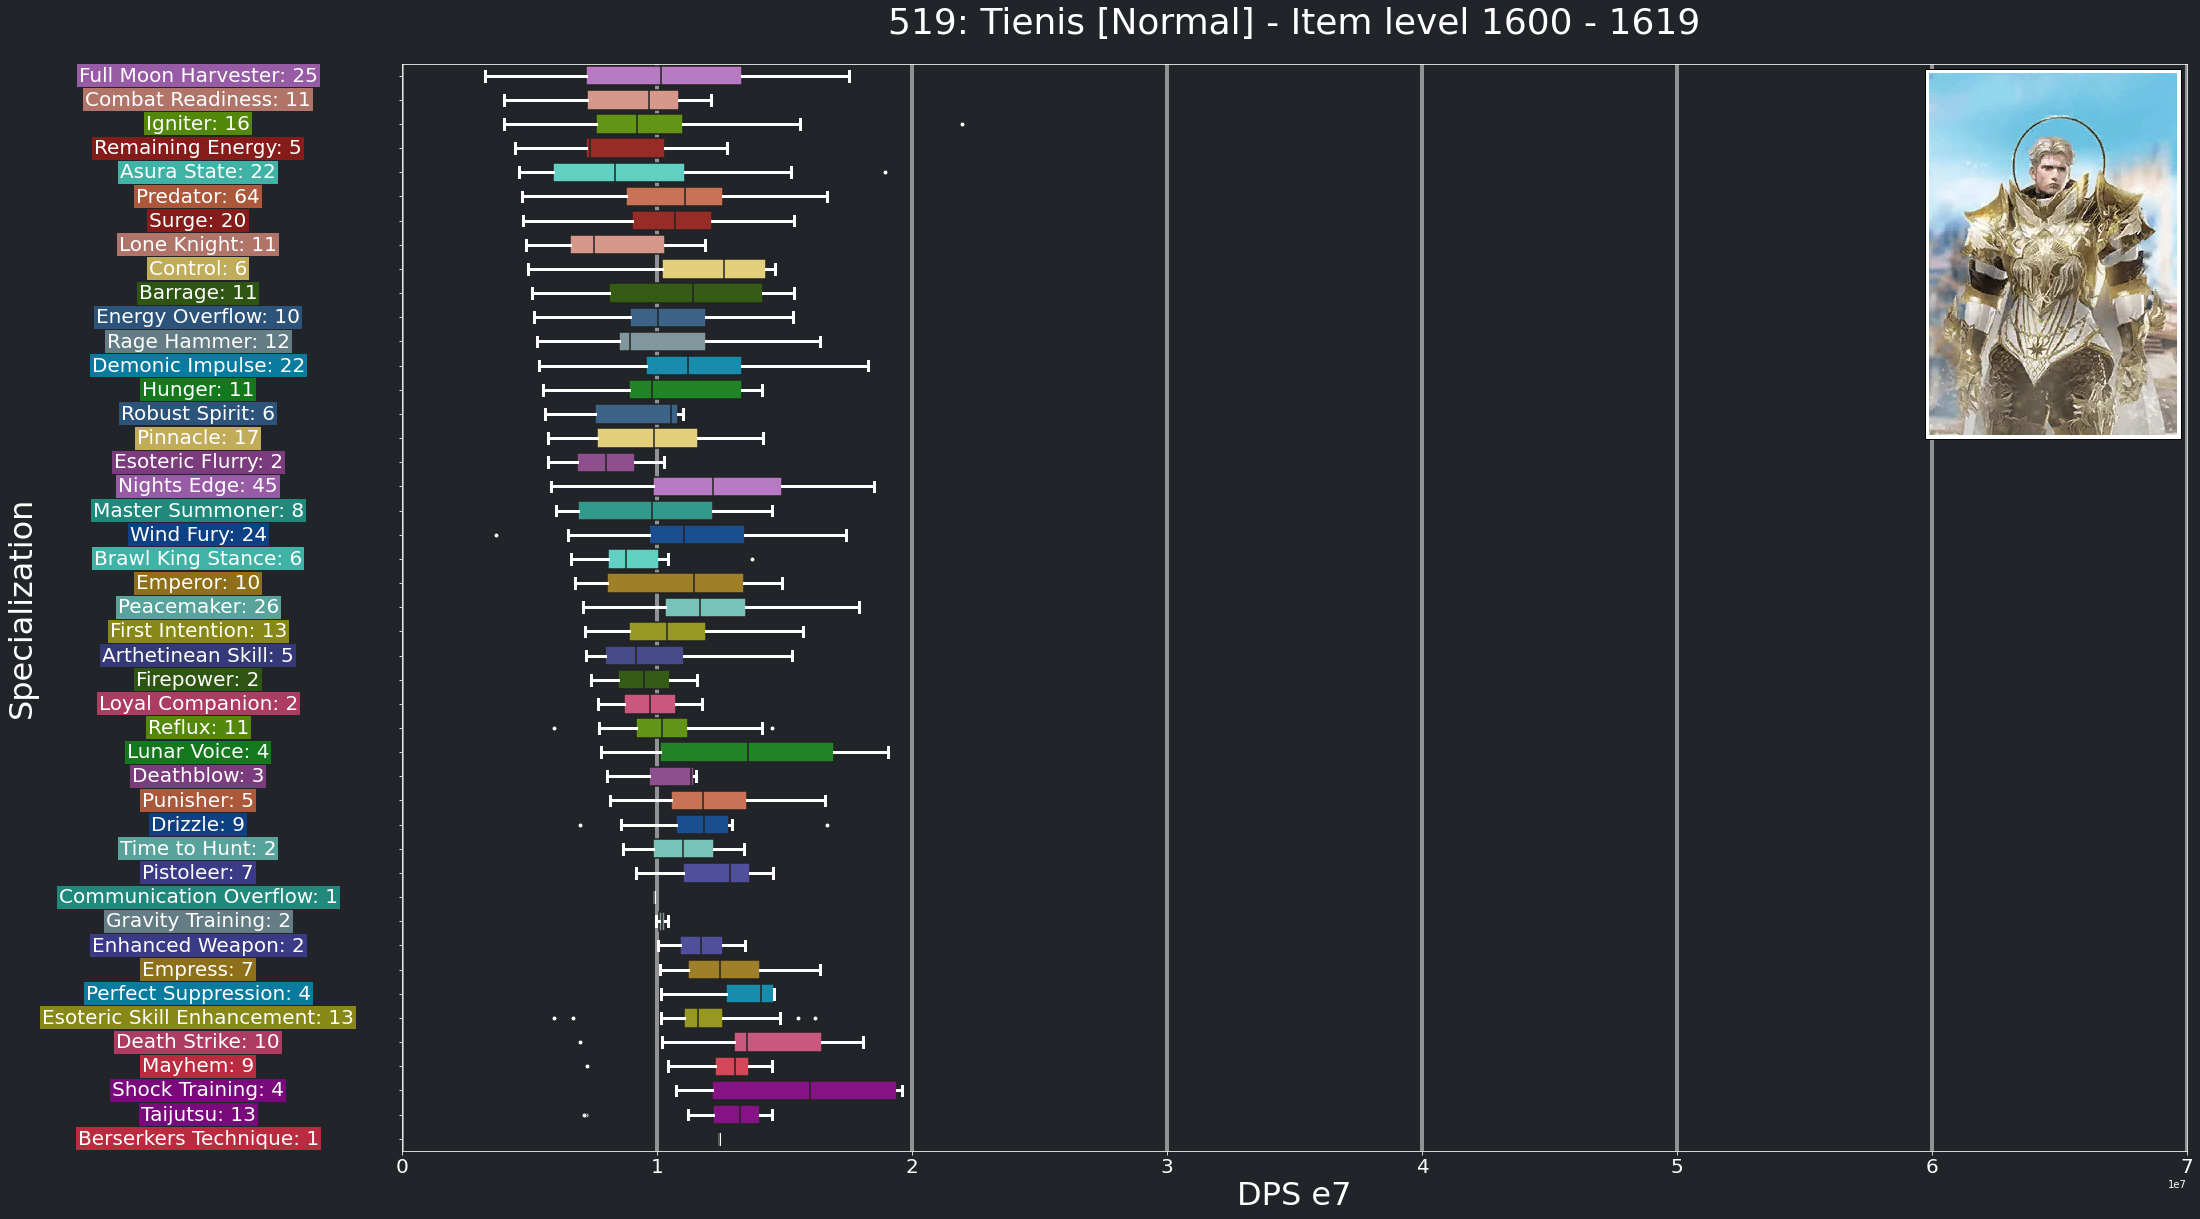 519: Tienis [Normal] - Item level 1600 - 1619
Full Moon Harvester: 25
Combat Readiness: 11
Igniter: 16
Remaining Energy: 5
Asura State: 22
Predator: 64
Surge: 20
Lone Knight: 11
Control: 6
Barrage: 11
Energy Overflow: 10
Rage Hammer: 12
Demonic Impulse: 22
Hunger: 11
Robust Spirit: 6
Pinnacle: 17
Esoteric Flurry: 2
Nights Edge: 45
Master Summoner: 8
Wind Fury: 24
Brawl King Stance: 6
Emperor: 10
Peacemaker: 26
First Intention: 13
Arthetinean Skill: 5
Firepower: 2
Loyal Companion: 2
Reflux: 11
Lunar Voice: 4
Deathblow: 3
Punisher: 5
Drizzle: 9
Time to Hunt: 2
Pistoleer: 7
Communication Overflow: 1
Gravity Training: 2
Enhanced Weapon: 2
Empress: 7
Perfect Suppression: 4
Esoteric Skill Enhancement: 13
Death Strike: 10
Mayhem: 9
Shock Training: 4
Taijutsu: 13
Berserkers Technique: 1
Specialization
0 1 2 3 4 5 6 7
1e7
DPS e7